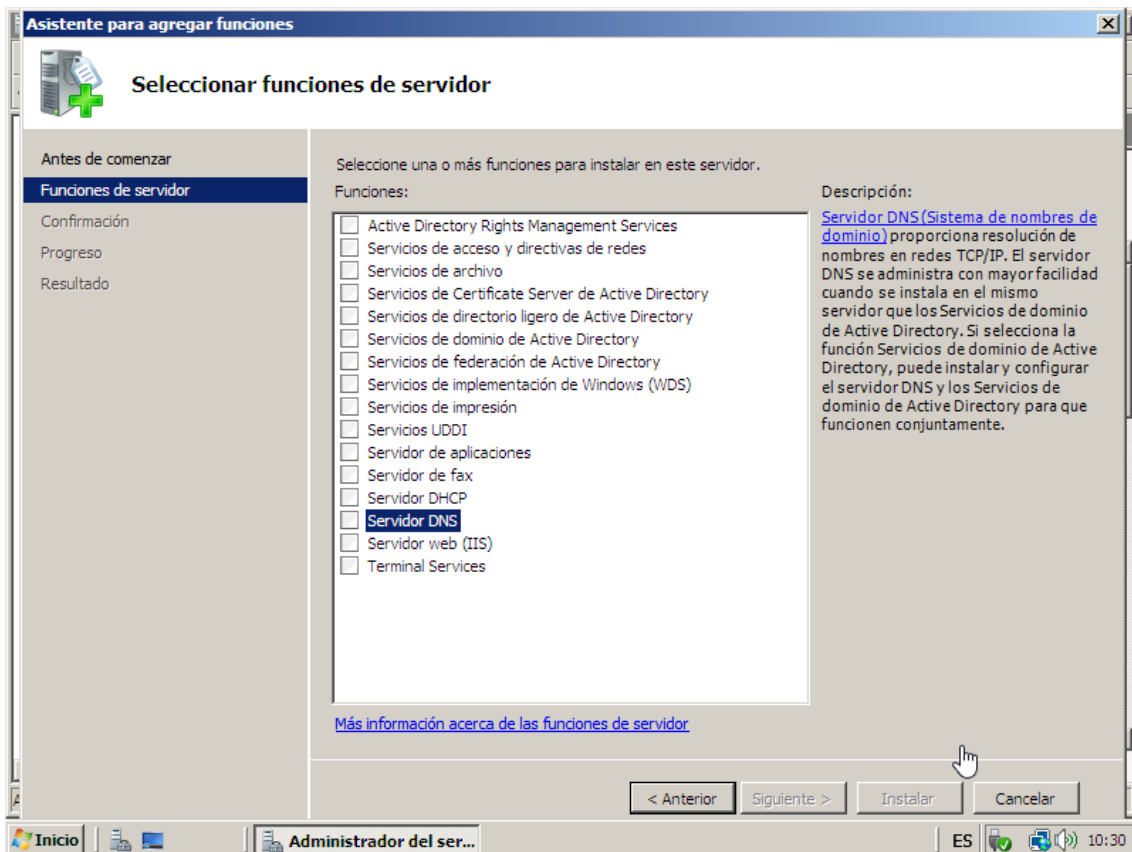 Asistente para agregar funciones
Seleccionar funciones de servidor
Antes de comenzar
Funciones de servidor
Confirmación
Progreso
Resultado
Seleccione una o más funciones para instalar en este servidor.
Funciones:
Active Directory Rights Management Services
Servicios de acceso y directivas de redes
Servicios de archivo
Servicios de Certificate Server de Active Directory
Servicios de directorio ligero de Active Directory
Servicios de dominio de Active Directory
Servicios de federación de Active Directory
Servicios de implementación de Windows (WDS)
Servicios de impresión
Servicios UDDI
Servidor de aplicaciones
Servidor de fax
Servidor DHCP
Servidor DNS
Servidor web (IIS)
Terminal Services
Más información acerca de las funciones de servidor
Descripción:
Servidor DNS (Sistema de nombres de
dominio) proporciona resolución de
nombres en redes TCP/IP. El servidor
DNS se administra con mayor facilidad
cuando se instala en el mismo
servidor que los Servicios de dominio
de Active Directory. Si selecciona la
función Servicios de dominio de Active
Directory, puede instalar y configurar
el servidor DNS y los Servicios de
dominio de Active Directory para que
funcionen conjuntamente.
< Anterior
Siguiente >
Instalar
Cancelar
Inicio
Administrador del ser...
ES
10:30